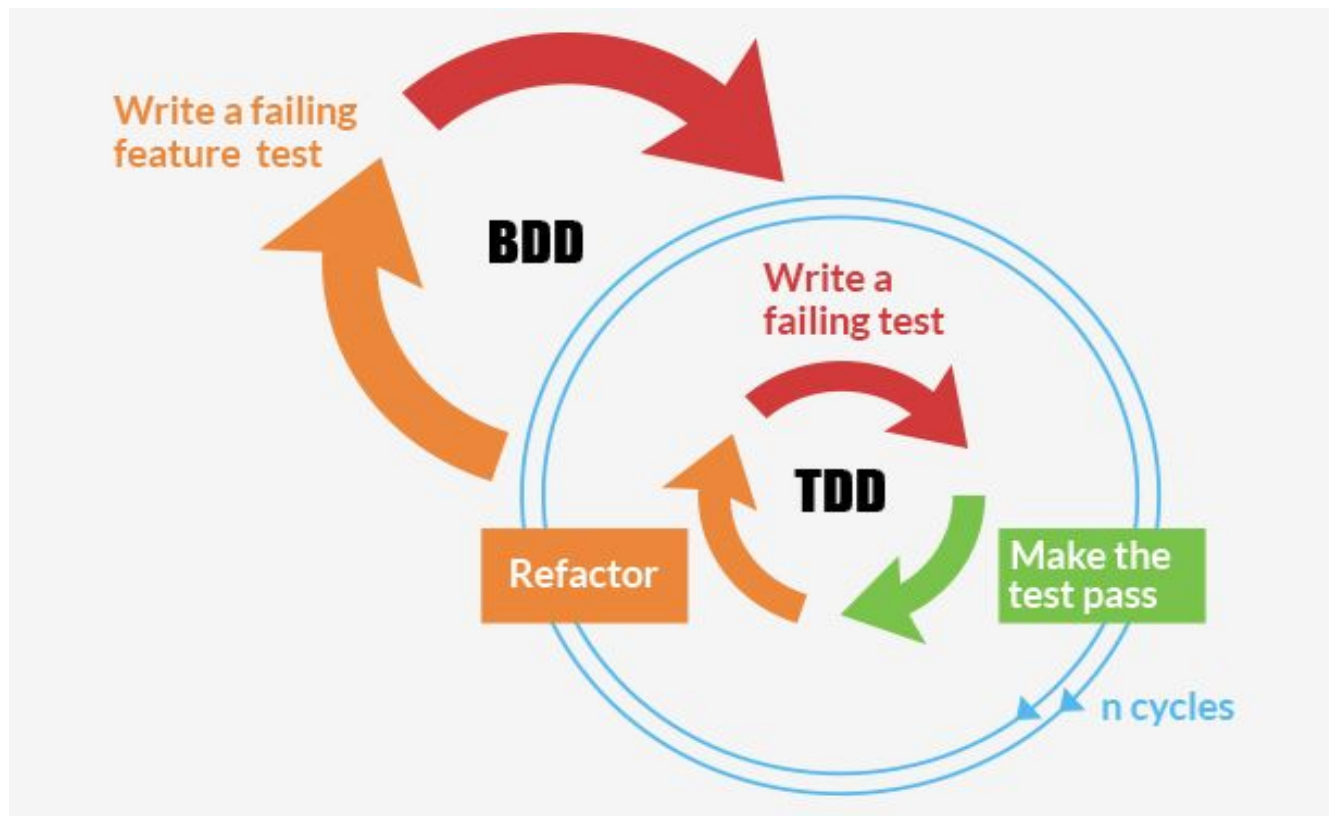 Write a failing
feature test
BDD
Write a
failing test
TDD
Refactor
Make the
test pass
n cycles